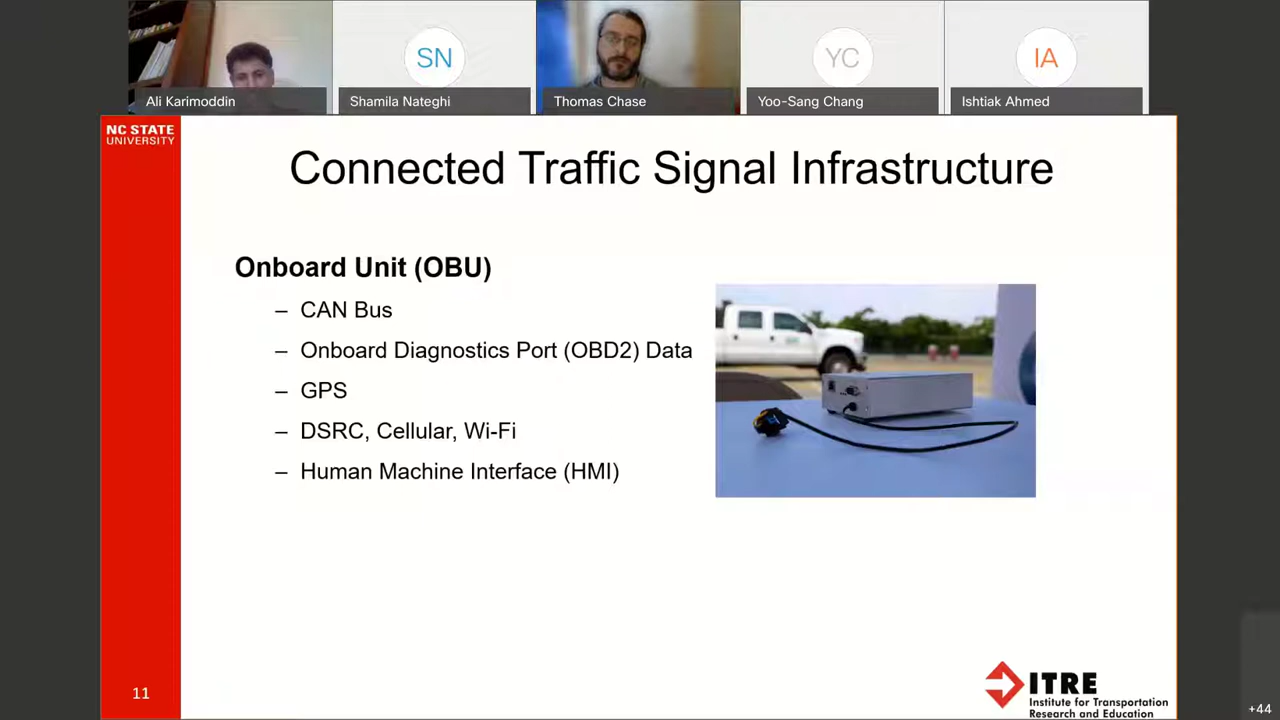 SN
YC
IA
Ali Karimoddin
Shamila Nateghi
Thomas Chase
Yoo-Sang Chang
Ishtiak Ahmed
NC STATE
UNIVERSITY
Connected Traffic Signal Infrastructure
Onboard Unit (OBU)
– CAN Bus
– Onboard Diagnostics Port (OBD2) Data
– GPS
– DSRC, Cellular, Wi-Fi
– Human Machine Interface (HMI)
11
ITRE
Institute for Transportation
Research and Education
+44